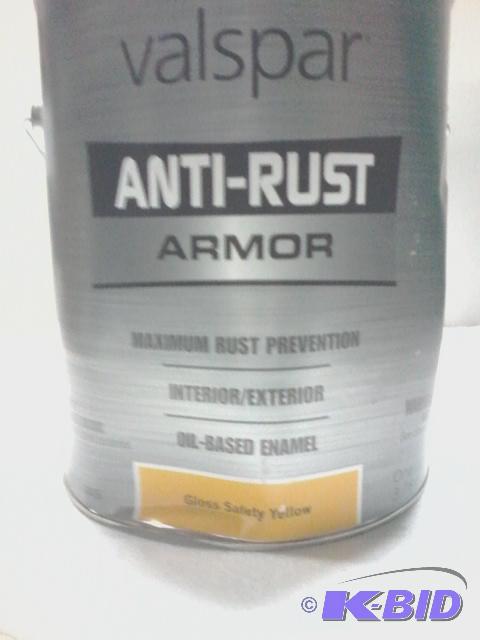 valspar
ANTI-RUST
ARMOR
MAXIMUM RUST PREVENTION
INTERIOR/EXTERIOR
OIL-BASED ENAMEL
Gloss Safety Yellow
© K-BID